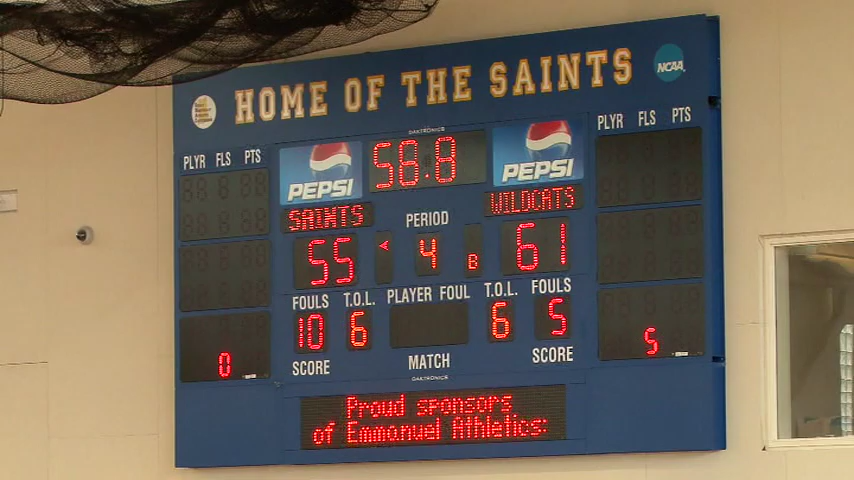 HOME OF THE SAINTS
NCAA
DAKTRONICS
PLYR FLS PTS
PEPSI
58.8
PEPSI
PLYR FLS PTS
SAINTS
PERIOD
WILDCATS
55
4
B
61
FOULS T.O.L. PLAYER FOUL T.O.L. FOULS
10 6 6 5
0
5
SCORE MATCH SCORE
DAKTRONICS
Proud sponsors
of Emmanuel Athletics: